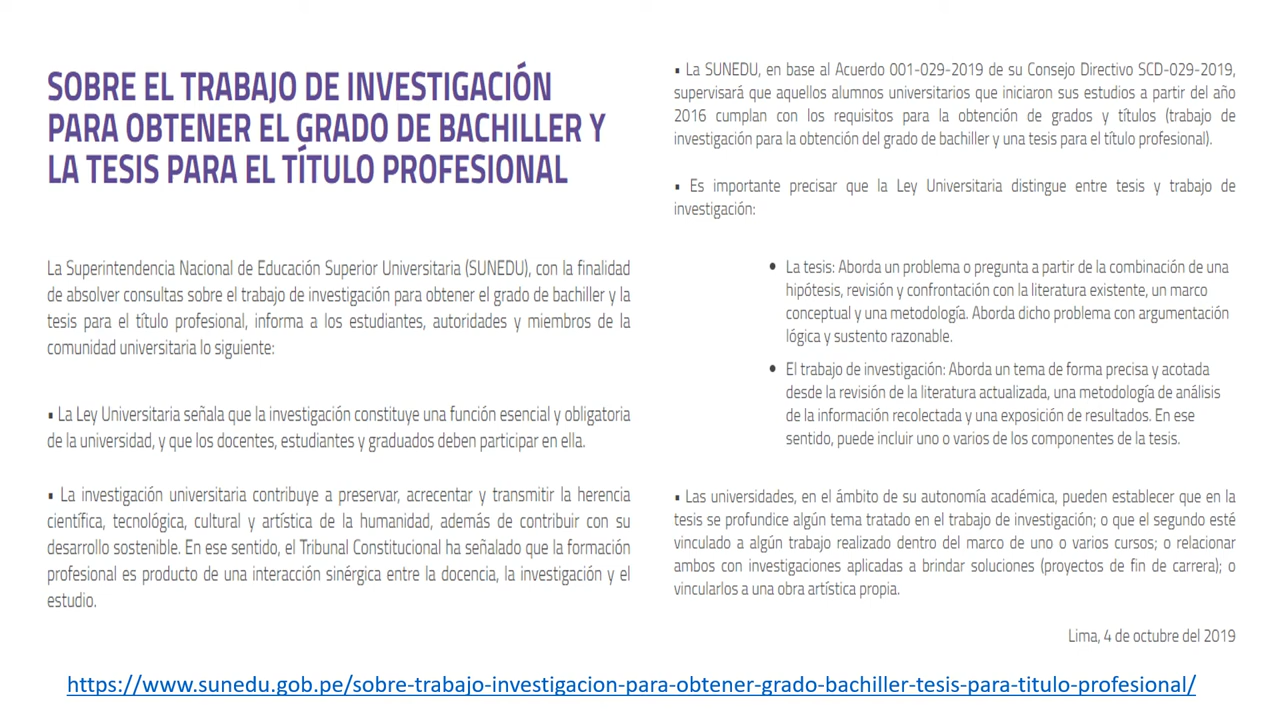 SOBRE EL TRABAJO DE INVESTIGACIÓN
PARA OBTENER EL GRADO DE BACHILLER Y
LA TESIS PARA EL TÍTULO PROFESIONAL
La Superintendencia Nacional de Educación Superior Universitaria (SUNEDU), con la finalidad
de absolver consultas sobre el trabajo de investigación para obtener el grado de bachiller y la
tesis para el título profesional, informa a los estudiantes, autoridades y miembros de la
comunidad universitaria lo siguiente:
▪ La Ley Universitaria señala que la investigación constituye una función esencial y obligatoria
de la universidad, y que los docentes, estudiantes y graduados deben participar en ella.
▪ La investigación universitaria contribuye a preservar, acrecentar y transmitir la herencia
científica, tecnológica, cultural y artística de la humanidad, además de contribuir con su
desarrollo sostenible. En ese sentido, el Tribunal Constitucional ha señalado que la formación
profesional es producto de una interacción sinérgica entre la docencia, la investigación y el
estudio.
▪ La SUNEDU, en base al Acuerdo 001-029-2019 de su Consejo Directivo SCD-029-2019,
supervisará que aquellos alumnos universitarios que iniciaron sus estudios a partir del año
2016 cumplan con los requisitos para la obtención de grados y títulos (trabajo de
investigación para la obtención del grado de bachiller y una tesis para el título profesional).
▪ Es importante precisar que la Ley Universitaria distingue entre tesis y trabajo de
investigación:
• La tesis: Aborda un problema o pregunta a partir de la combinación de una
hipótesis, revisión y confrontación con la literatura existente, un marco
conceptual y una metodología. Aborda dicho problema con argumentación
lógica y sustento razonable.
• El trabajo de investigación: Aborda un tema de forma precisa y acotada
desde la revisión de la literatura actualizada, una metodología de análisis
de la información recolectada y una exposición de resultados. En ese
sentido, puede incluir uno o varios de los componentes de la tesis.
▪ Las universidades, en el ámbito de su autonomía académica, pueden establecer que en la
tesis se profundice algún tema tratado en el trabajo de investigación; o que el segundo esté
vinculado a algún trabajo realizado dentro del marco de uno o varios cursos; o relacionar
ambos con investigaciones aplicadas a brindar soluciones (proyectos de fin de carrera); o
vincularlos a una obra artística propia.
Lima, 4 de octubre del 2019
https://www.sunedu.gob.pe/sobre-trabajo-investigacion-para-obtener-grado-bachiller-tesis-para-titulo-profesional/